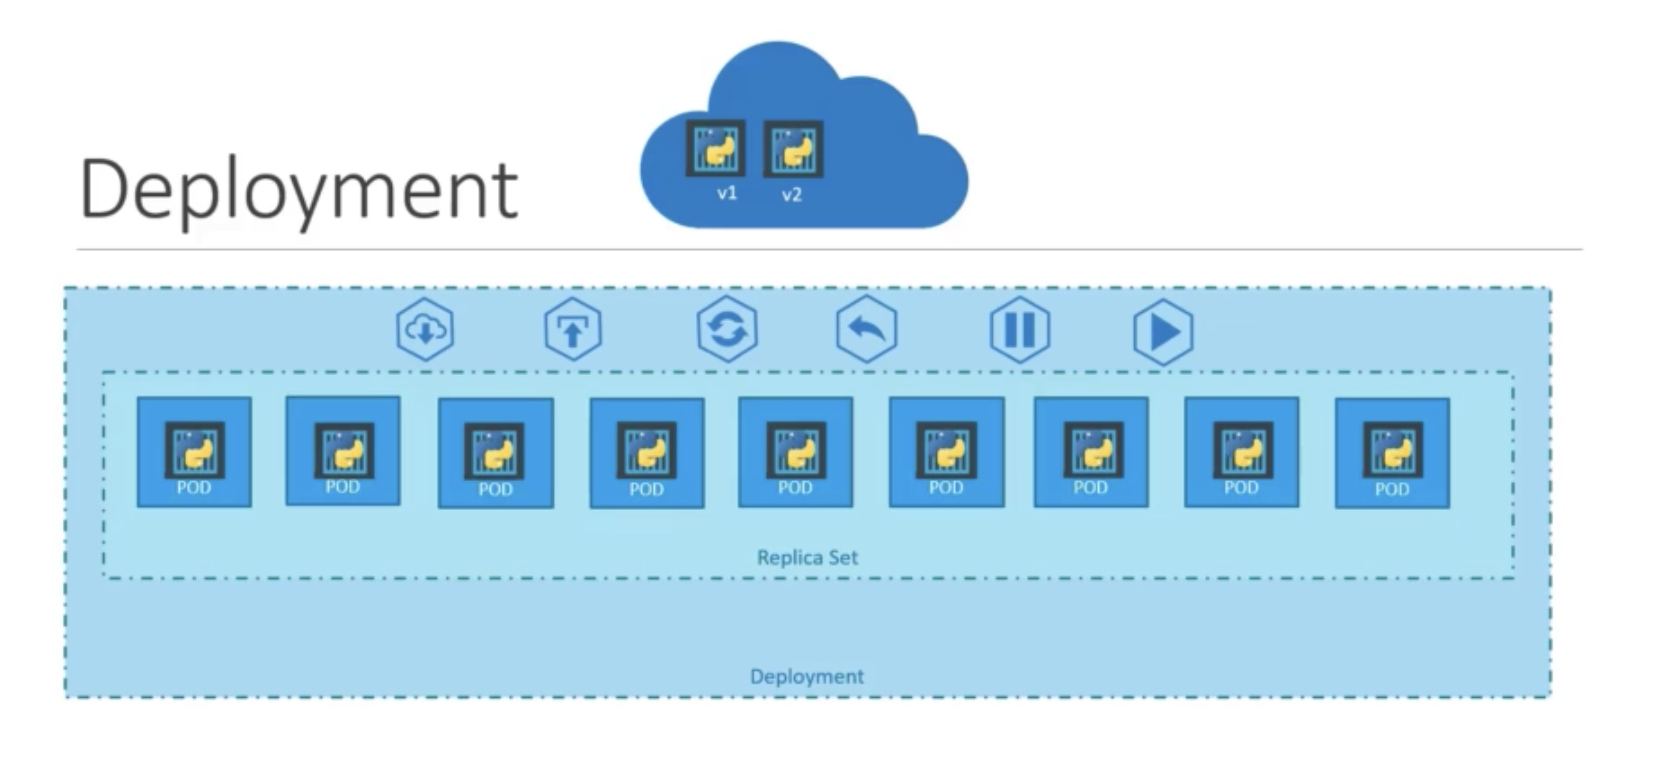 Deployment
v1 v2
POD POD POD POD POD POD POD POD POD
Replica Set
Deployment